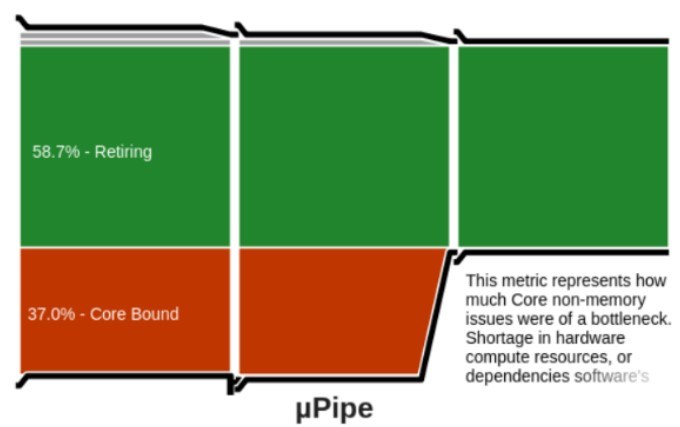 58.7% - Retiring
37.0% - Core Bound
This metric represents how
much Core non-memory
issues were of a bottleneck.
Shortage in hardware
compute resources, or
dependencies software's
µPipe